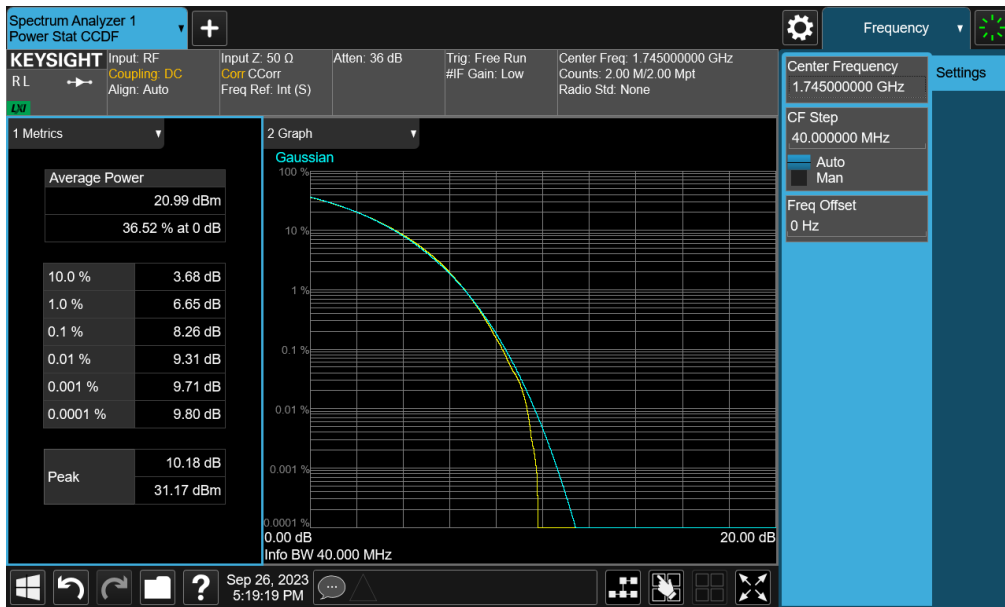 Spectrum Analyzer 1
Power Stat CCDF
+
Frequency
KEYSIGHT
RL
LXI
Input: RF
Coupling: DC
Align: Auto
Input Z: 50 Ω
Corr CCorr
Freq Ref: Int (S)
Atten: 36 dB
Trig: Free Run
#IF Gain: Low
Center Freq: 1.745000000 GHz
Counts: 2.00 M/2.00 Mpt
Radio Std: None
Center Frequency
1.745000000 GHz
Settings
CF Step
40.000000 MHz
Auto
Man
Freq Offset
0 Hz
1 Metrics
Average Power
20.99 dBm
36.52 % at 0 dB
10.0 % 3.68 dB
1.0 % 6.65 dB
0.1 % 8.26 dB
0.01 % 9.31 dB
0.001 % 9.71 dB
0.0001 % 9.80 dB
Peak
10.18 dB
31.17 dBm
2 Graph
Gaussian
100 %
10 %
1 %
0.1 %
0.01 %
0.001 %
0.0001 %
0.00 dB 20.00 dB
Info BW 40.000 MHz
?
Sep 26, 2023
5:19:19 PM